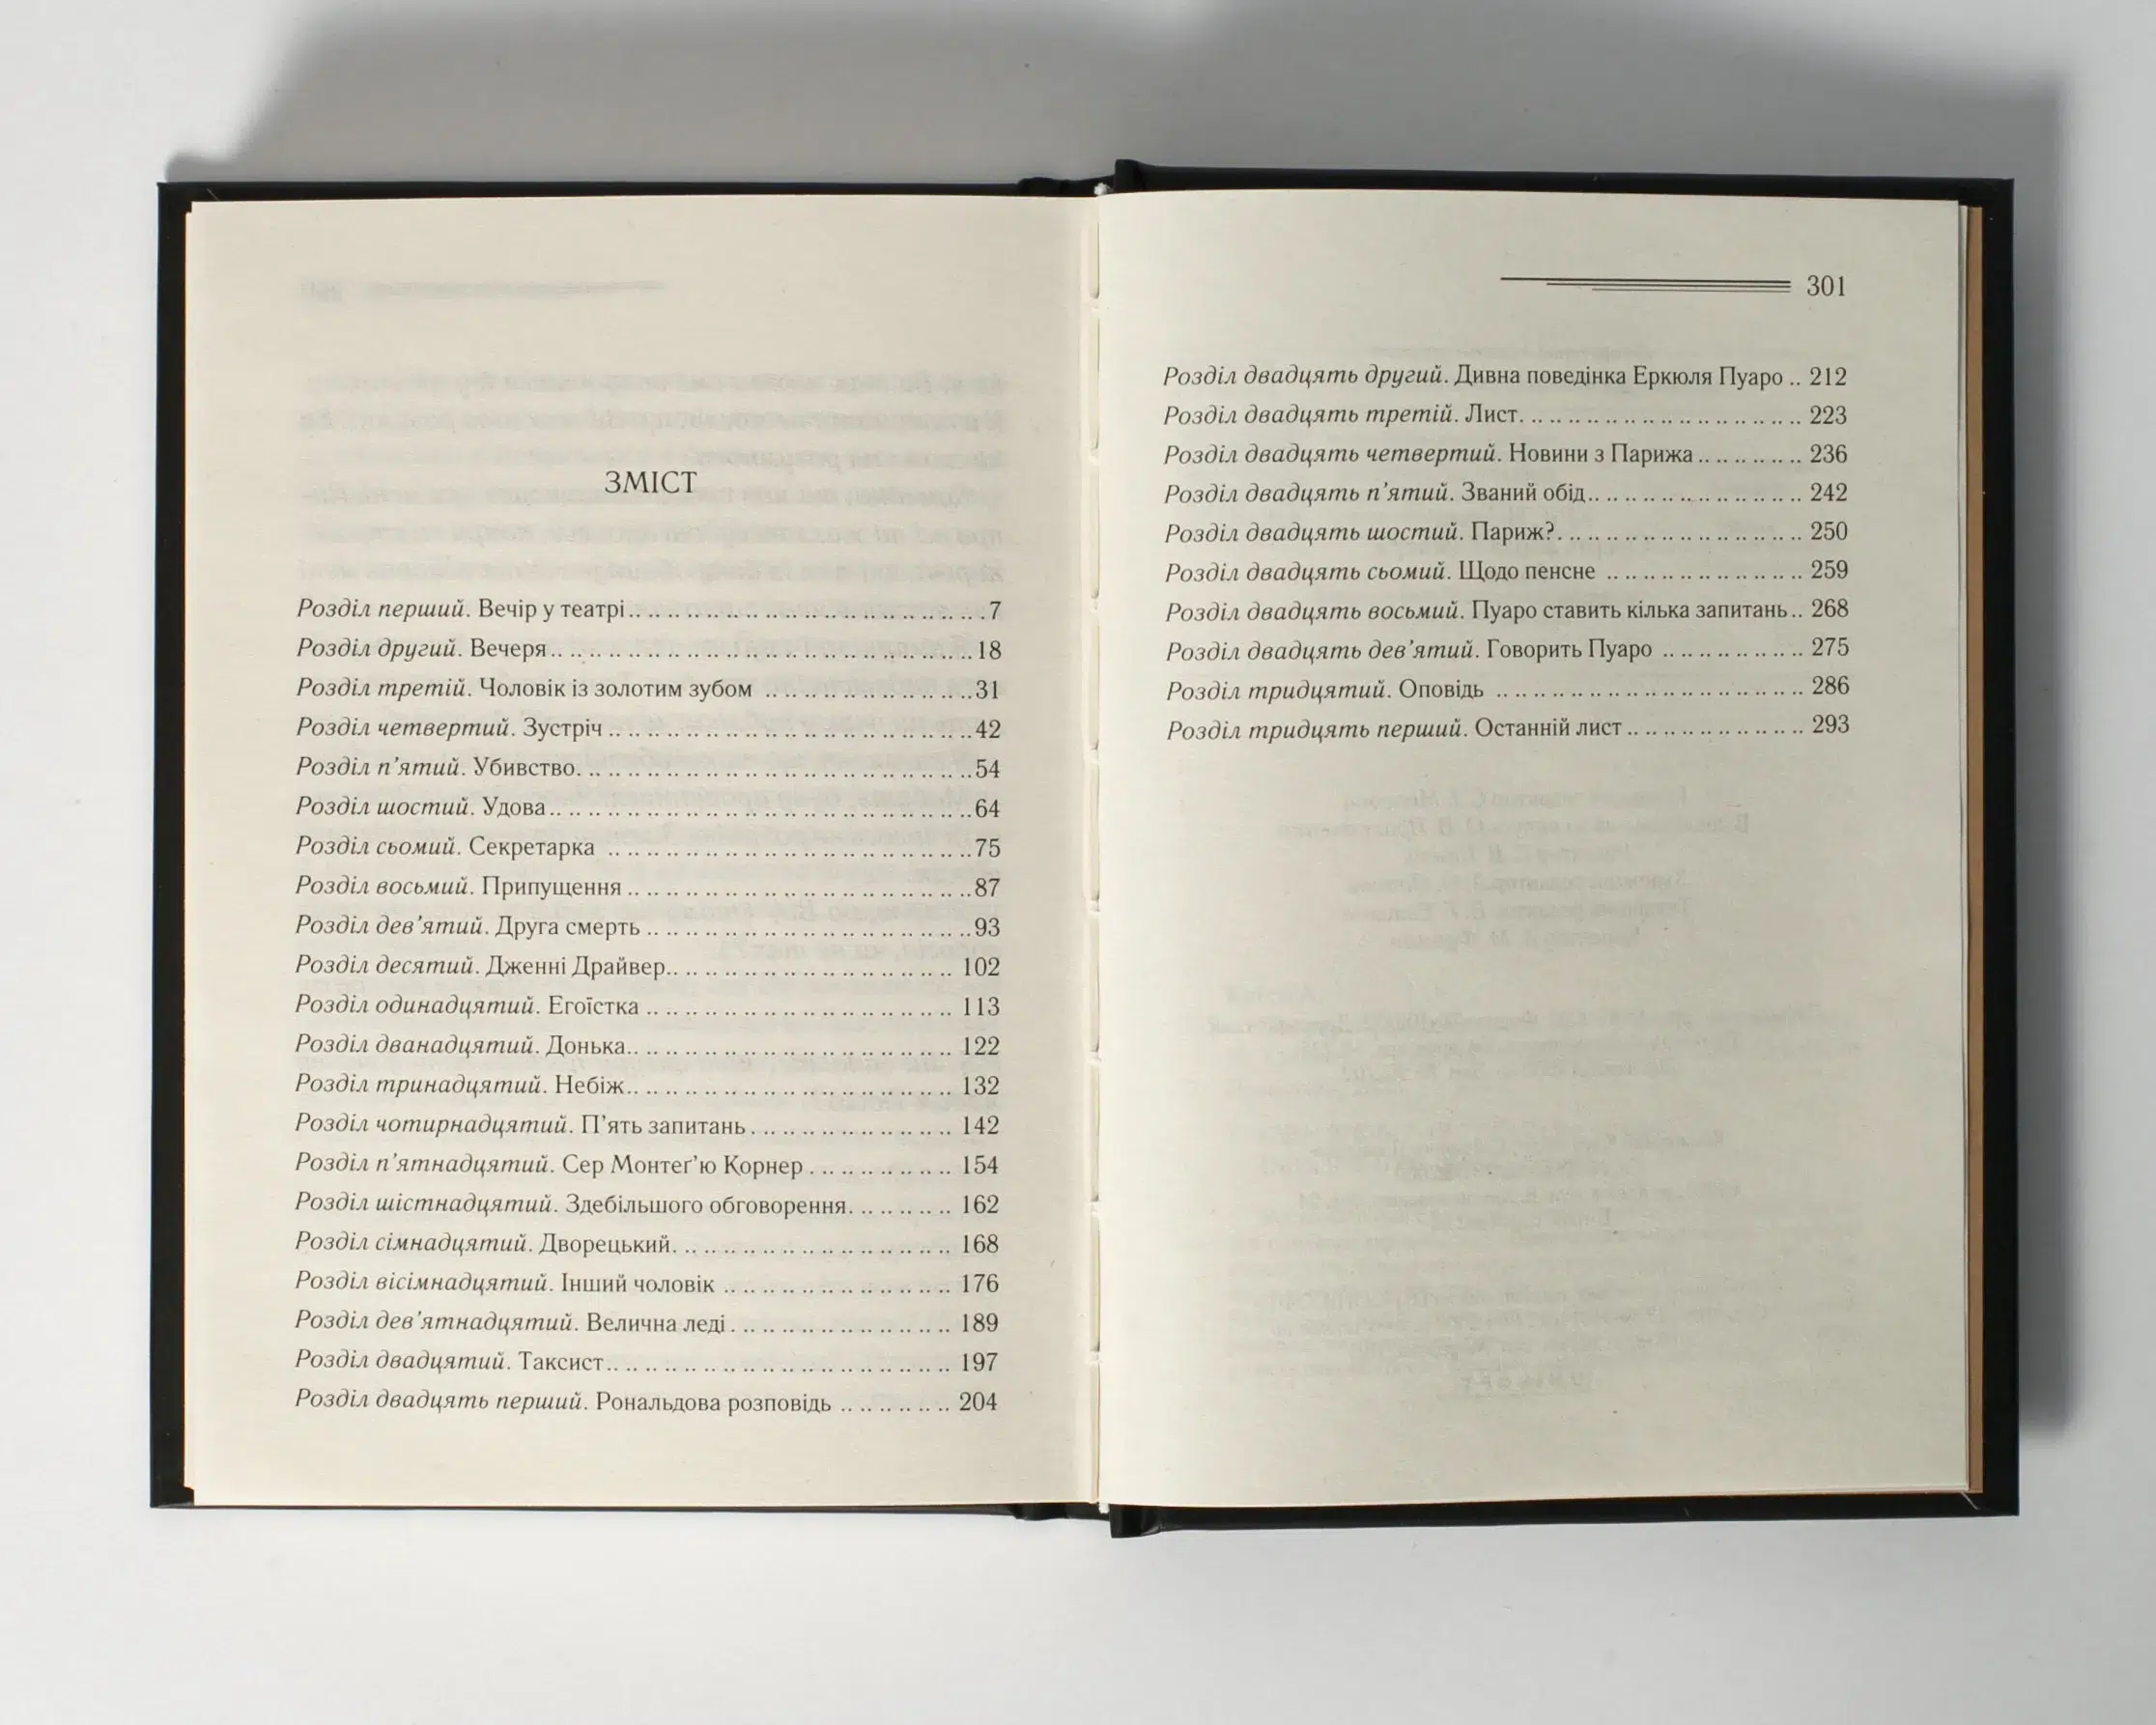 ЗМІСТ
Розділ перший. Вечір у театрі ........ 7
Розділ другий. Вечеря ........ 18
Розділ третій. Чоловік із золотим зубом ........ 31
Розділ четвертий. Зустріч ........ 42
Розділ п’ятий. Убивство ........ 54
Розділ шостий. Удова ........ 64
Розділ сьомий. Секретарка ........ 75
Розділ восьмий. Припущення ........ 87
Розділ дев’ятий. Друга смерть ........ 93
Розділ десятий. Дженні Драйвер ........ 102
Розділ одинадцятий. Егоїстка ........ 113
Розділ дванадцятий. Донька ........ 122
Розділ тринадцятий. Небіж ........ 132
Розділ чотирнадцятий. П’ять запитань ........ 142
Розділ п’ятнадцятий. Сер Монтеґ’ю Корнер ........ 154
Розділ шістнадцятий. Здебільшого обговорення ........ 162
Розділ сімнадцятий. Дворецький ........ 168
Розділ вісімнадцятий. Інший чоловік ........ 176
Розділ дев’ятнадцятий. Велична леді ........ 189
Розділ двадцятий. Таксист ........ 197
Розділ двадцять перший. Рональдова розповідь ........ 204
301
Розділ двадцять другий. Дивна поведінка Еркюля Пуаро .. 212
Розділ двадцять третій. Лист ........ 223
Розділ двадцять четвертий. Новини з Парижа ........ 236
Розділ двадцять п’ятий. Званий обід ........ 242
Розділ двадцять шостий. Париж? ........ 250
Розділ двадцять сьомий. Щодо пенсне ........ 259
Розділ двадцять восьмий. Пуаро ставить кілька запитань .. 268
Розділ двадцять дев’ятий. Говорить Пуаро ........ 275
Розділ тридцятий. Оповідь ........ 286
Розділ тридцять перший. Останній лист ........ 293